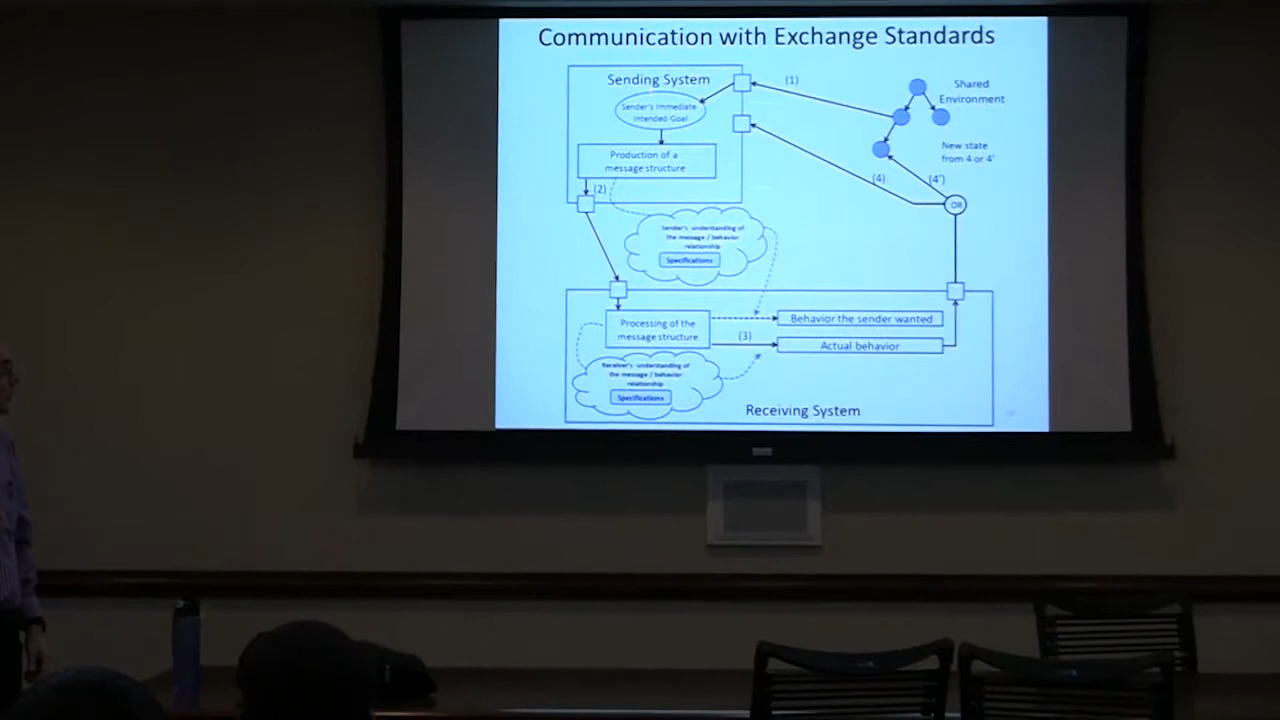 Communication with Exchange Standards
Sending System
(1)
Shared
Environment
Sender's Immediate
Intended Goal
Production of a
message structure
New state
from 4 or 4'
(2)
(4)
(4')
OR
Sender's understanding of
the message / behavior
relationship
Specifications
Processing of the
message structure
Behavior the sender wanted
(3)
Actual behavior
Receiver's understanding of
the message / behavior
relationship
Specifications
Receiving System